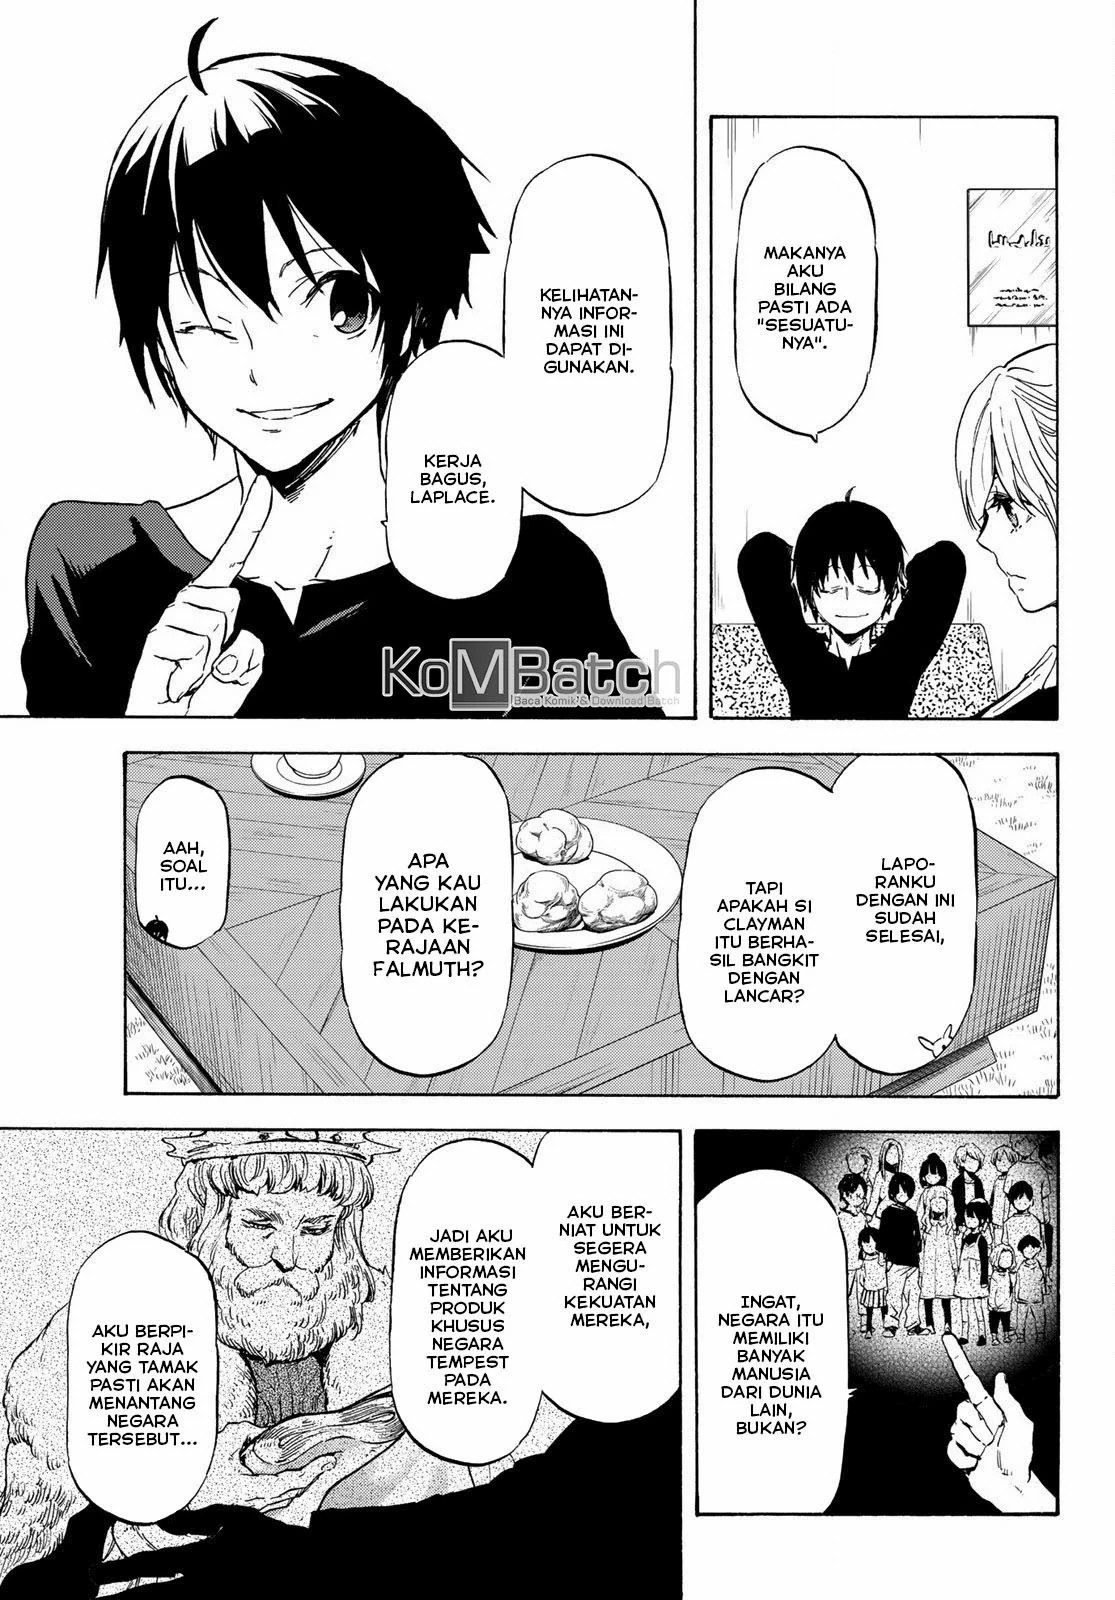 MAKANYA
AKU
BILANG
PASTI ADA
"SESUATU-
NYA".
KELIHATAN-
NYA INFOR-
MASI INI
DAPAT DI-
GUNAKAN.
KERJA
BAGUS,
LAPLACE.
KOMBatch
Baca Komik & Download Batch
LAPO-
RANKU
DENGAN INI
SUDAH
SELESAI,
TAPI
APAKAH SI
CLAYMAN
ITU BERHA-
SIL BANGKIT
DENGAN
LANCAR?
APA
YANG KAU
LAKUKAN
PADA KE-
RAJAAN
FALMUTH?
AAH,
SOAL
ITU...
INGAT,
NEGARA ITU
MEMILIKI
BANYAK
MANUSIA
DARI DUNIA
LAIN,
BUKAN?
AKU BER-
NIAT UNTUK
SEGERA
MENGU-
RANGI
KEKUATAN
MEREKA,
JADI AKU
MEMBERIKAN
INFORMASI
TENTANG
PRODUK
KHUSUS
NEGARA
TEMPEST
PADA
MEREKA.
AKU BERPI-
KIR RAJA
YANG TAMAK
PASTI AKAN
MENANTANG
NEGARA
TERSEBUT...